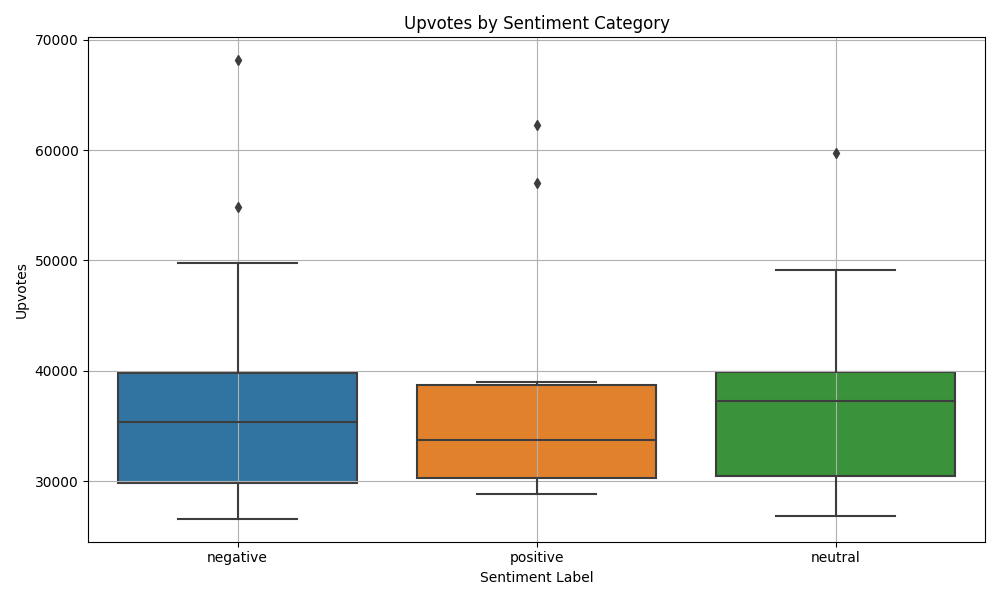 Upvotes by Sentiment Category
70000
60000
50000
40000
30000
Upvotes
negative
positive
neutral
Sentiment Label